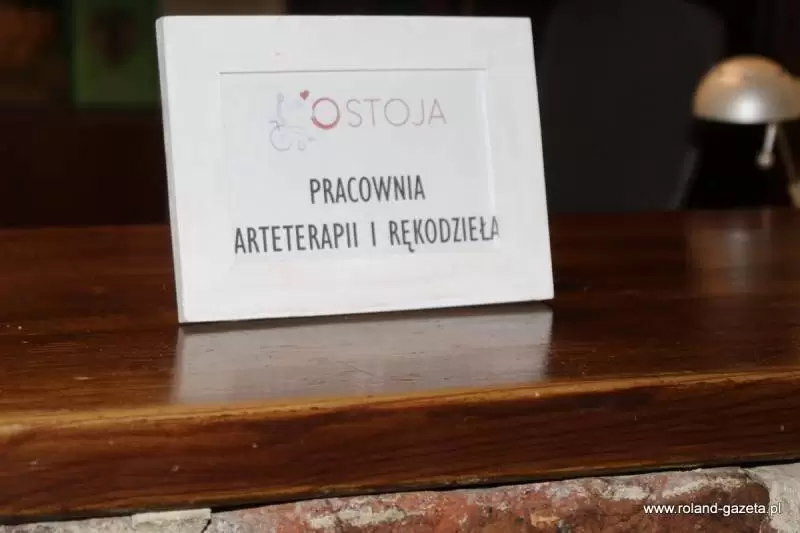 OSTOJA
PRACOWNIA
ARTETERAPII I RĘKODZIEŁA
www.roland-gazeta.pl